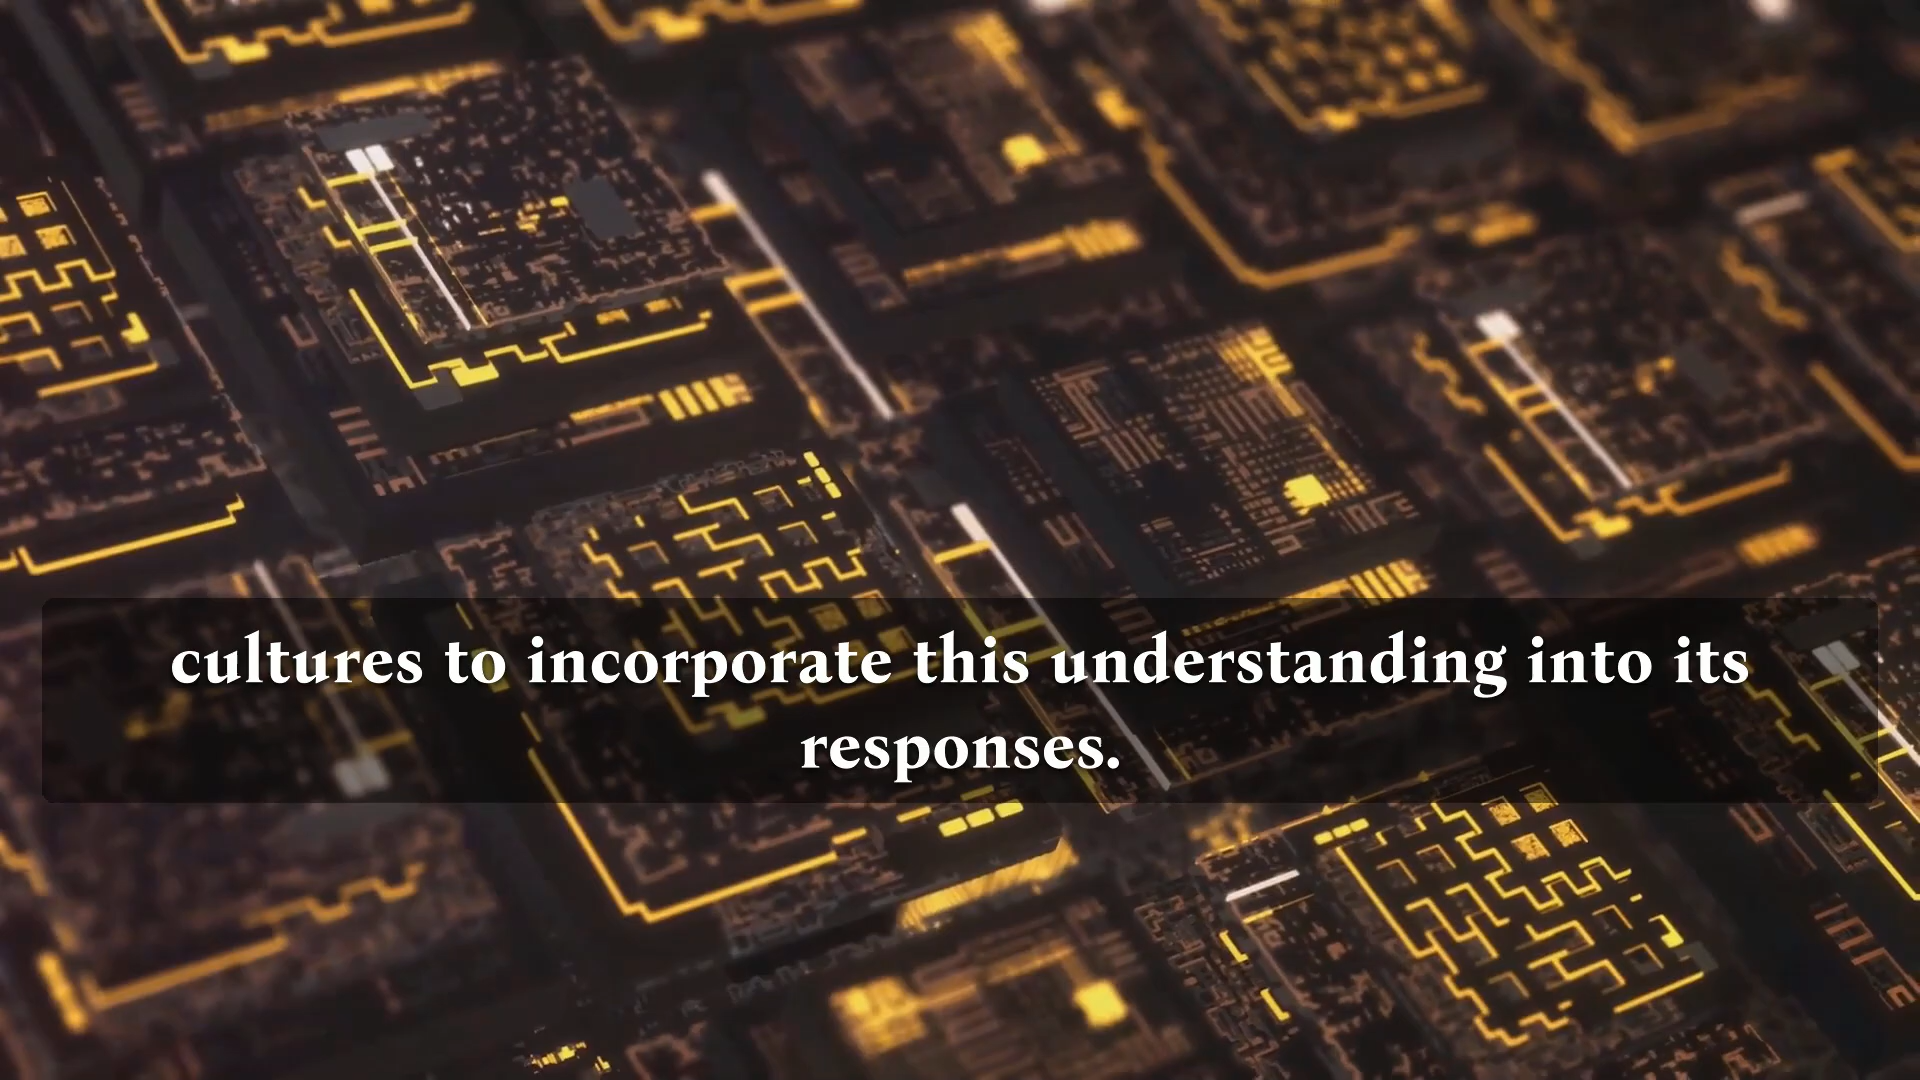 cultures to incorporate this understanding into its
responses.